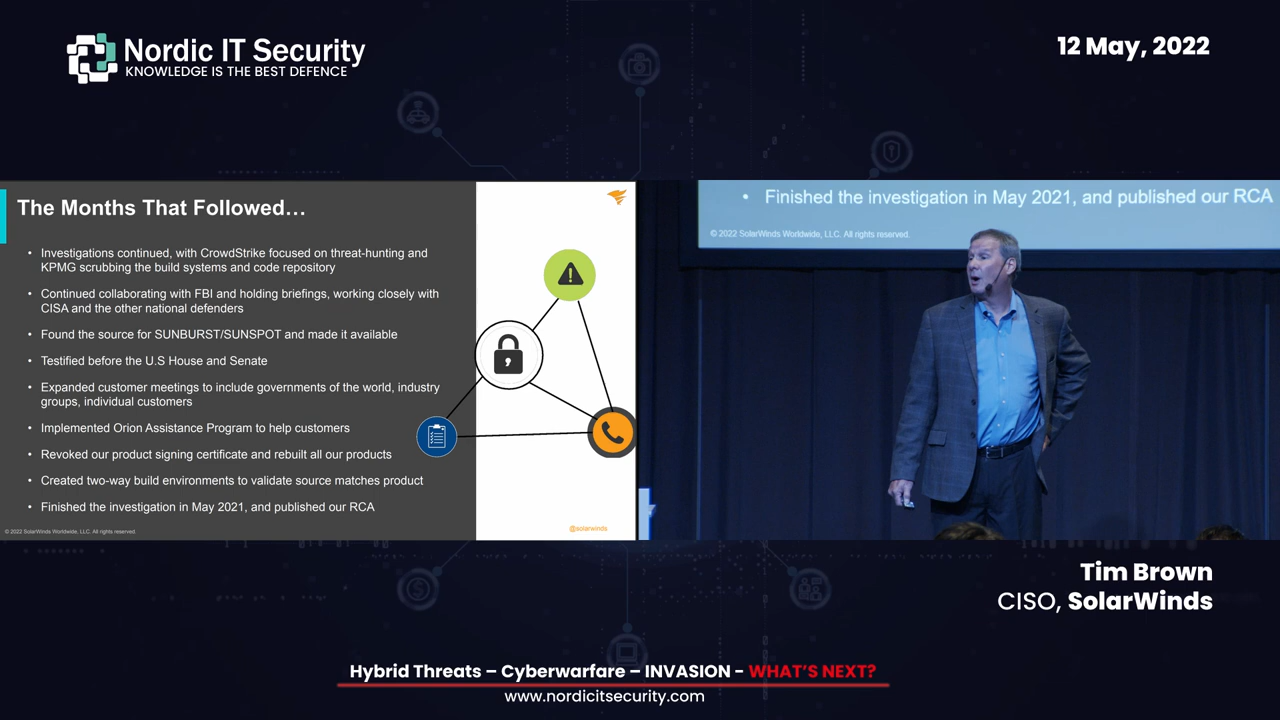 Nordic IT Security
KNOWLEDGE IS THE BEST DEFENCE
12 May, 2022
The Months That Followed…
• Investigations continued, with CrowdStrike focused on threat-hunting and
KPMG scrubbing the build systems and code repository
• Continued collaborating with FBI and holding briefings, working closely with
CISA and the other national defenders
• Found the source for SUNBURST/SUNSPOT and made it available
• Testified before the U.S House and Senate
• Expanded customer meetings to include governments of the world, industry
groups, individual customers
• Implemented Orion Assistance Program to help customers
• Revoked our product signing certificate and rebuilt all our products
• Created two-way build environments to validate source matches product
• Finished the investigation in May 2021, and published our RCA
© 2022 SolarWinds Worldwide, LLC. All rights reserved.
@solarwinds
• Finished the investigation in May 2021, and published our RCA
© 2022 SolarWinds Worldwide, LLC. All rights reserved.
Tim Brown
CISO, SolarWinds
Hybrid Threats – Cyberwarfare – INVASION - WHAT'S NEXT?
www.nordicitsecurity.com